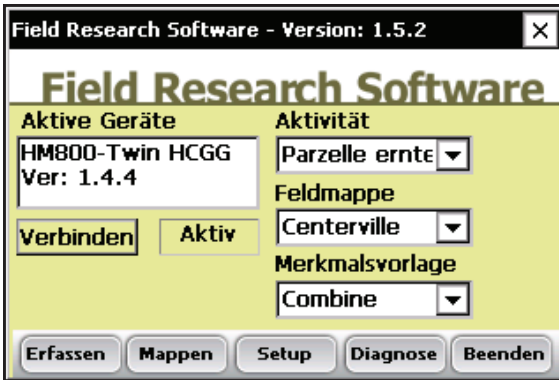 Field Research Software - Version: 1.5.2
Field Research Software
Aktive Geräte
HM800-Twin HCGG
Ver: 1.4.4
Verbinden
Aktiv
Aktivität
Parzelle ernte
Feldmappe
Centerville
Merkmalsvorlage
Combine
Erfassen Mappen Setup Diagnose Beenden